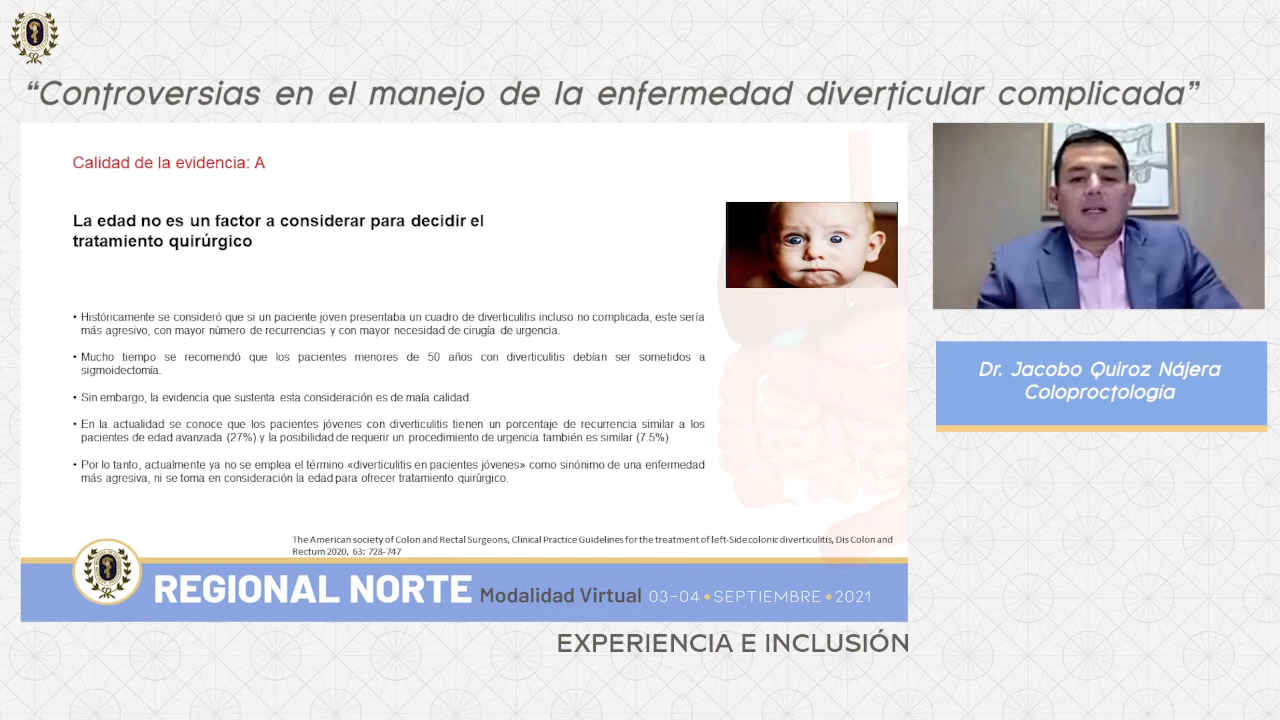 “Controversias en el manejo de la enfermedad diverticular complicada”
Calidad de la evidencia: A
La edad no es un factor a considerar para decidir el
tratamiento quirúrgico
• Históricamente se consideró que si un paciente joven presentaba un cuadro de diverticulitis incluso no complicada, este sería
más agresivo, con mayor número de recurrencias y con mayor necesidad de cirugía de urgencia.
• Mucho tiempo se recomendó que los pacientes menores de 50 años con diverticulitis debían ser sometidos a
sigmoidectomía.
• Sin embargo, la evidencia que sustenta esta consideración es de mala calidad.
• En la actualidad se conoce que los pacientes jóvenes con diverticulitis tienen un porcentaje de recurrencia similar a los
pacientes de edad avanzada (27%) y la posibilidad de requerir un procedimiento de urgencia también es similar (7.5%)
• Por lo tanto, actualmente ya no se emplea el término «diverticulitis en pacientes jóvenes» como sinónimo de una enfermedad
más agresiva, ni se toma en consideración la edad para ofrecer tratamiento quirúrgico.
The American society of Colon and Rectal Surgeons, Clinical Practice Guidelines for the treatment of left-Side colonic diverticulitis, Dis Colon and
Rectum 2020, 63: 728-747
REGIONAL NORTE Modalidad Virtual 03-04 • SEPTIEMBRE • 2021
EXPERIENCIA E INCLUSIÓN
Dr. Jacobo Quiroz Nájera
Coloproctología